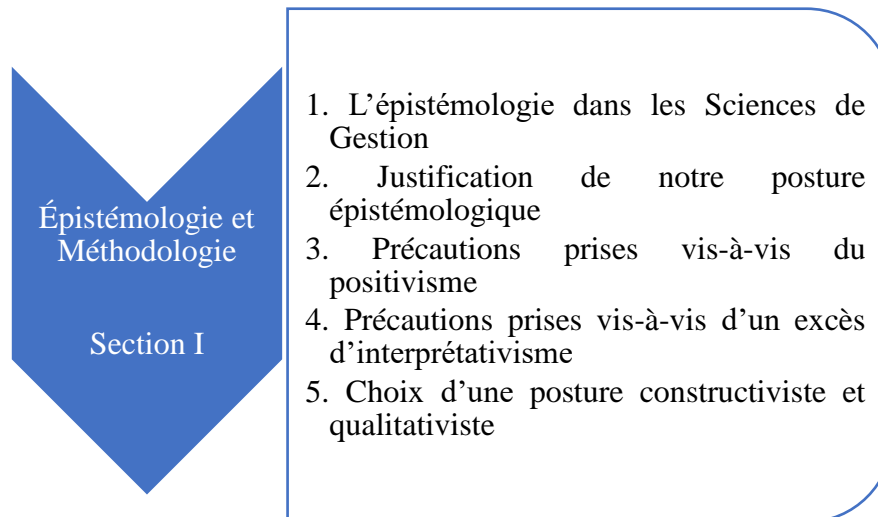 Épistémologie et
Méthodologie
Section I
1. L’épistémologie dans les Sciences de
Gestion
2. Justification de notre posture
épistémologique
3. Précautions prises vis-à-vis du
positivisme
4. Précautions prises vis-à-vis d’un excès
d’interprétativisme
5. Choix d’une posture constructiviste et
qualitativiste